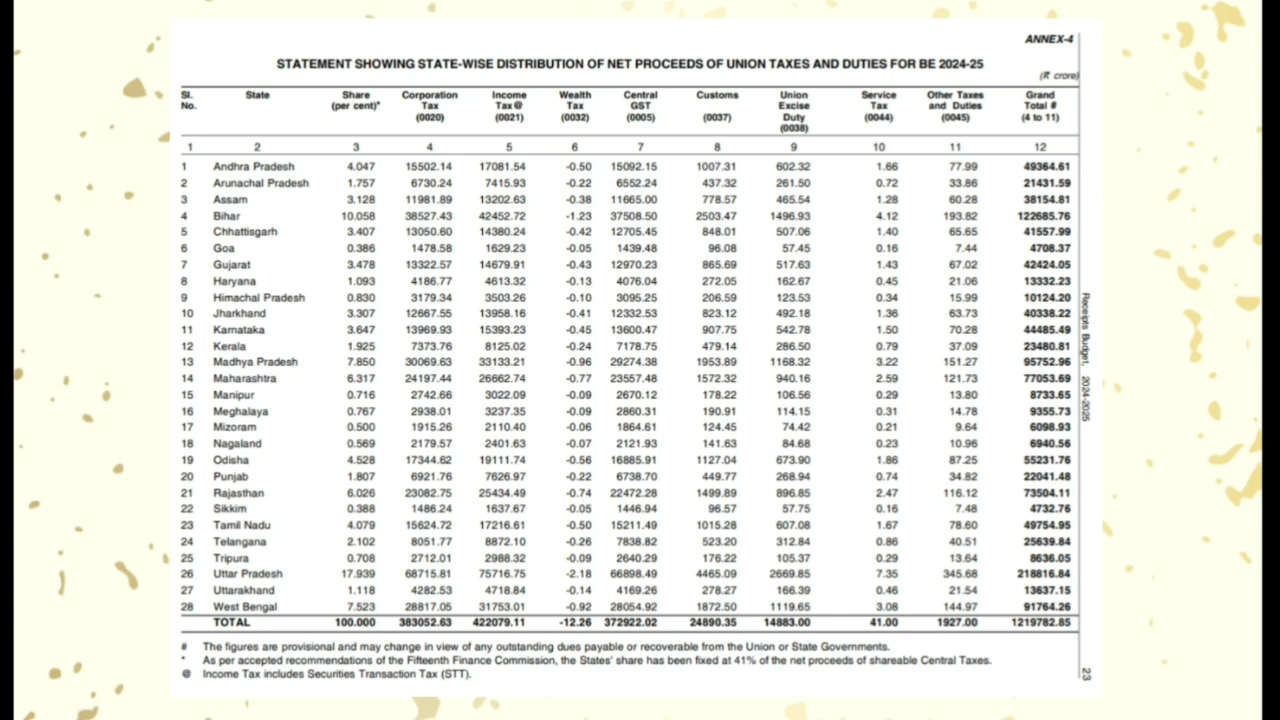 ANNEX-4
STATEMENT SHOWING STATE-WISE DISTRIBUTION OF NET PROCEEDS OF UNION TAXES AND DUTIES FOR BE 2024-25
(₹ crore)
Sl. No. State Share (per cent)* Corporation Tax (0020) Income Tax@ (0021) Wealth Tax (0032) Central GST (0005) Customs (0037) Union Excise Duty (0038) Service Tax (0044) Other Taxes and Duties (0045) Grand Total # (4 to 11)
1 2 3 4 5 6 7 8 9 10 11 12
1 Andhra Pradesh 4.047 15502.14 17081.54 -0.50 15092.15 1007.31 602.32 1.66 77.99 49364.61
2 Arunachal Pradesh 1.757 6730.24 7415.93 -0.22 6552.24 437.32 261.50 0.72 33.86 21431.59
3 Assam 3.128 11981.89 13202.63 -0.38 11665.00 778.57 465.54 1.28 60.28 38154.81
4 Bihar 10.058 38527.43 42452.72 -1.23 37508.50 2503.47 1496.93 4.12 193.82 122685.76
5 Chhattisgarh 3.407 13050.60 14380.24 -0.42 12705.45 848.01 507.06 1.40 65.65 41557.99
6 Goa 0.386 1478.58 1629.23 -0.05 1439.48 96.08 57.45 0.16 7.44 4708.37
7 Gujarat 3.478 13322.57 14679.91 -0.43 12970.23 865.69 517.63 1.43 67.02 42424.05
8 Haryana 1.093 4186.77 4613.32 -0.13 4076.04 272.05 162.67 0.45 21.06 13332.23
9 Himachal Pradesh 0.830 3179.34 3503.26 -0.10 3095.25 206.59 123.53 0.34 15.99 10124.20
10 Jharkhand 3.307 12667.55 13958.16 -0.41 12332.53 823.12 492.18 1.36 63.73 40338.22
11 Karnataka 3.647 13969.93 15393.23 -0.45 13600.47 907.75 542.78 1.50 70.28 44485.49
12 Kerala 1.925 7373.76 8125.02 -0.24 7178.75 479.14 286.50 0.79 37.09 23480.81
13 Madhya Pradesh 7.850 30069.63 33133.21 -0.96 29274.38 1953.89 1168.32 3.22 151.27 95752.96
14 Maharashtra 6.317 24197.44 26662.74 -0.77 23557.48 1572.32 940.16 2.59 121.73 77053.69
15 Manipur 0.716 2742.66 3022.09 -0.09 2670.12 178.22 106.56 0.29 13.80 8733.65
16 Meghalaya 0.767 2938.01 3237.35 -0.09 2860.31 190.91 114.15 0.31 14.78 9355.73
17 Mizoram 0.500 1915.26 2110.40 -0.06 1864.61 124.45 74.42 0.21 9.64 6098.93
18 Nagaland 0.569 2179.57 2401.63 -0.07 2121.93 141.63 84.68 0.23 10.96 6940.56
19 Odisha 4.528 17344.62 19111.74 -0.56 16885.91 1127.04 673.90 1.86 87.25 55231.76
20 Punjab 1.807 6921.76 7626.97 -0.22 6738.70 449.77 268.94 0.74 34.82 22041.48
21 Rajasthan 6.026 23082.75 25434.49 -0.74 22472.28 1499.89 896.85 2.47 116.12 73504.11
22 Sikkim 0.388 1486.24 1637.67 -0.05 1446.94 96.57 57.75 0.16 7.48 4732.76
23 Tamil Nadu 4.079 15624.72 17216.61 -0.50 15211.49 1015.28 607.08 1.67 78.60 49754.95
24 Telangana 2.102 8051.77 8872.10 -0.26 7838.82 523.20 312.84 0.86 40.51 25639.84
25 Tripura 0.708 2712.01 2988.32 -0.09 2640.29 176.22 105.37 0.29 13.64 8636.05
26 Uttar Pradesh 17.939 68715.81 75716.75 -2.18 66898.49 4465.09 2669.85 7.35 345.68 218816.84
27 Uttarakhand 1.118 4282.53 4718.84 -0.14 4169.26 278.27 166.39 0.46 21.54 13637.15
28 West Bengal 7.523 28817.05 31753.01 -0.92 28054.92 1872.50 1119.65 3.08 144.97 91764.26
TOTAL 100.000 383052.63 422079.11 -12.26 372922.02 24890.35 14883.00 41.00 1927.00 1219782.85
# The figures are provisional and may change in view of any outstanding dues payable or recoverable from the Union or State Governments.
* As per accepted recommendations of the Fifteenth Finance Commission, the States' share has been fixed at 41% of the net proceeds of shareable Central Taxes.
@ Income Tax includes Securities Transaction Tax (STT).
Receipts Budget, 2024-2025
23